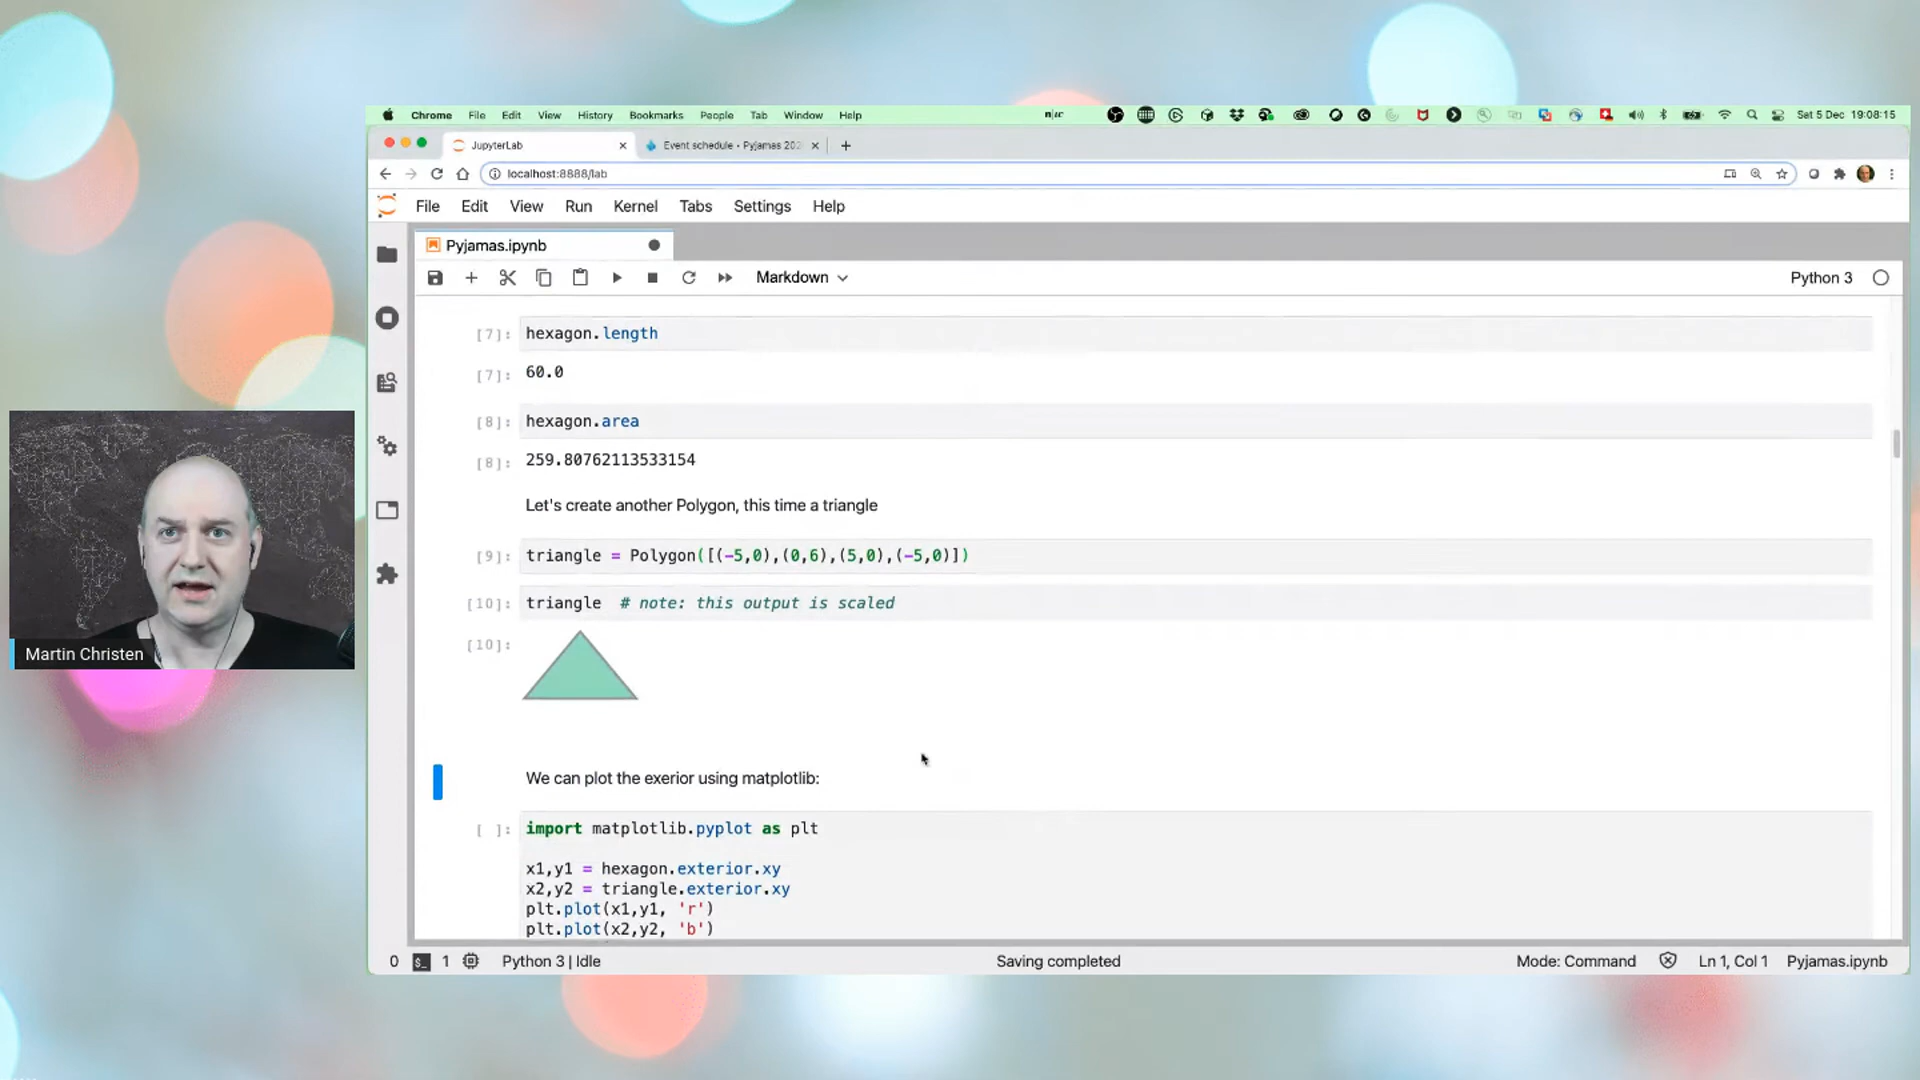 Chrome File Edit View History Bookmarks People Tab Window Help
Sat 5 Dec 19:08:15
JupyterLab
Event schedule • Pyjamas 202
localhost:8888/lab
File Edit View Run Kernel Tabs Settings Help
Pyjamas.ipynb
Markdown
Python 3
[7]: hexagon.length
[7]: 60.0
[8]: hexagon.area
[8]: 259.80762113533154
Let's create another Polygon, this time a triangle
[9]: triangle = Polygon([(-5,0),(0,6),(5,0),(-5,0)])
[10]: triangle # note: this output is scaled
[10]:
We can plot the exerior using matplotlib:
[ ]: import matplotlib.pyplot as plt
x1,y1 = hexagon.exterior.xy
x2,y2 = triangle.exterior.xy
plt.plot(x1,y1, 'r')
plt.plot(x2,y2, 'b')
0 $_ 1 Python 3 | Idle Saving completed Mode: Command Ln 1, Col 1 Pyjamas.ipynb
Martin Christen